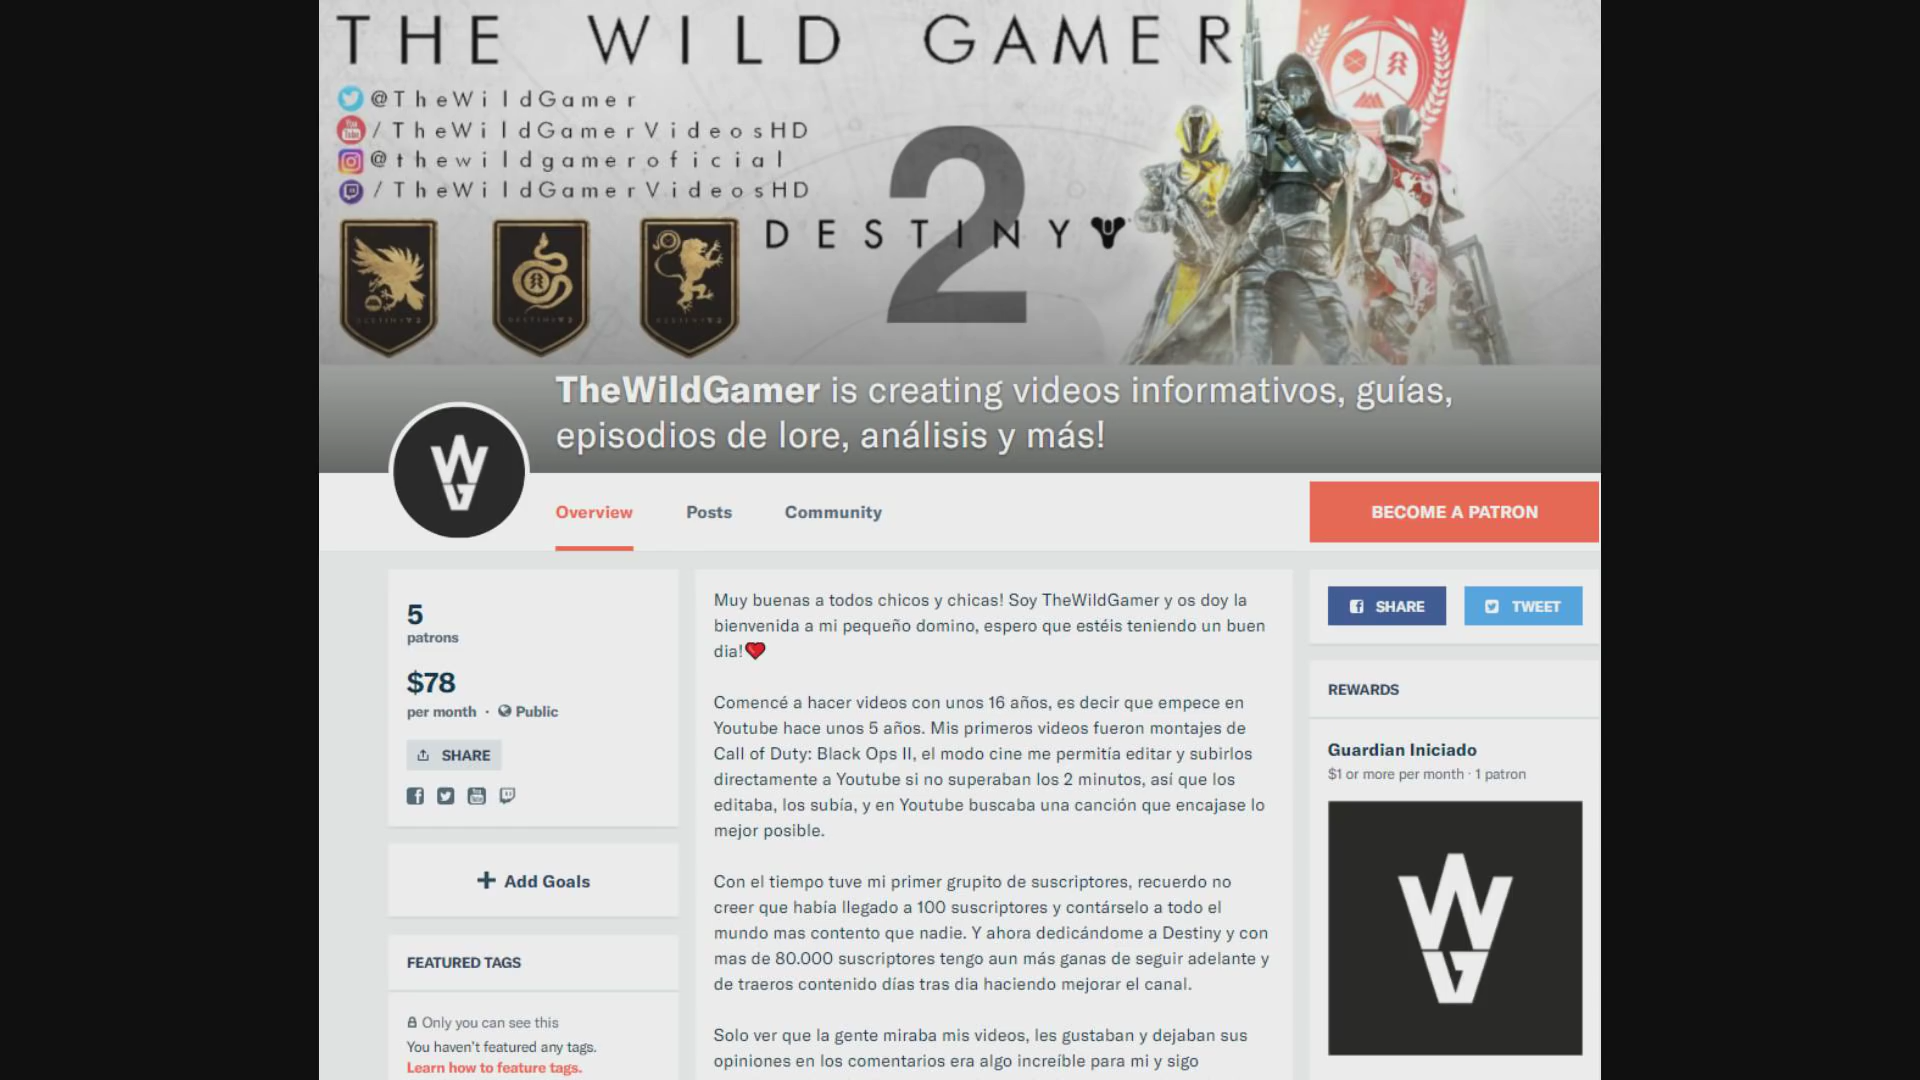 THE WILD GAMER
@TheWildGamer
/TheWildGamerVideosHD
@thewildgameroficial
/TheWildGamerVideosHD
2
DESTINY
TheWildGamer is creating videos informativos, guías,
episodios de lore, análisis y más!
WG
Overview
Posts
Community
BECOME A PATRON
5
patrons
$78
per month · Public
SHARE
Add Goals
FEATURED TAGS
Only you can see this
You haven't featured any tags.
Learn how to feature tags.
Muy buenas a todos chicos y chicas! Soy TheWildGamer y os doy la
bienvenida a mi pequeño domino, espero que estéis teniendo un buen
dia!
Comencé a hacer videos con unos 16 años, es decir que empece en
Youtube hace unos 5 años. Mis primeros videos fueron montajes de
Call of Duty: Black Ops II, el modo cine me permitía editar y subirlos
directamente a Youtube si no superaban los 2 minutos, así que los
editaba, los subía, y en Youtube buscaba una canción que encajase lo
mejor posible.
Con el tiempo tuve mi primer grupito de suscriptores, recuerdo no
creer que había llegado a 100 suscriptores y contárselo a todo el
mundo mas contento que nadie. Y ahora dedicándome a Destiny y con
mas de 80.000 suscriptores tengo aun más ganas de seguir adelante y
de traeros contenido días tras dia haciendo mejorar el canal.
Solo ver que la gente miraba mis videos, les gustaban y dejaban sus
opiniones en los comentarios era algo increíble para mi y sigo
SHARE
TWEET
REWARDS
Guardian Iniciado
$1 or more per month · 1 patron
WG